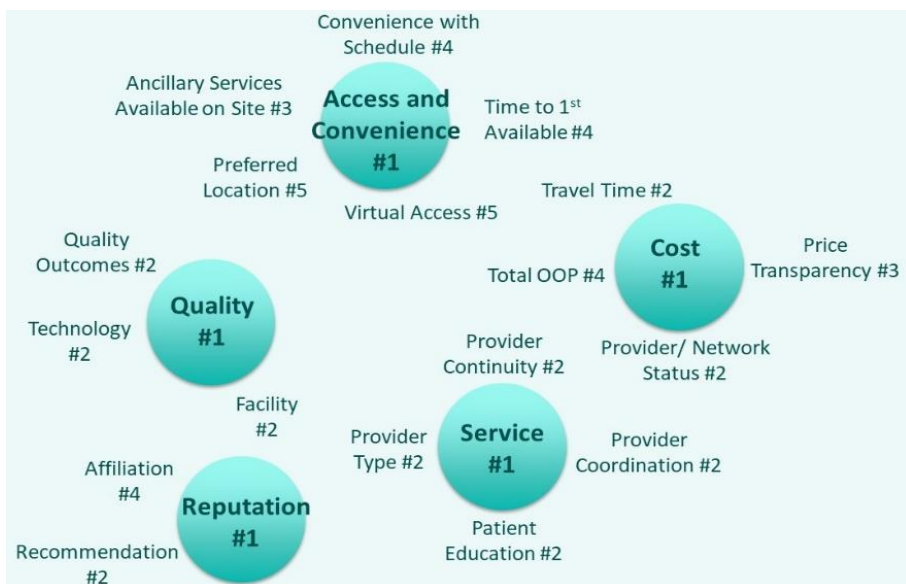 Convenience with
Schedule #4
Ancillary Services
Available on Site #3
Access and
Convenience
#1
Time to 1st
Available #4
Preferred
Location #5
Virtual Access #5
Travel Time #2
Cost
#1
Price
Transparency #3
Total OOP #4
Provider/ Network
Status #2
Quality
Outcomes #2
Quality
#1
Technology
#2
Facility
#2
Provider
Continuity #2
Provider
Type #2
Service
#1
Provider
Coordination #2
Patient
Education #2
Affiliation
#4
Reputation
#1
Recommendation
#2